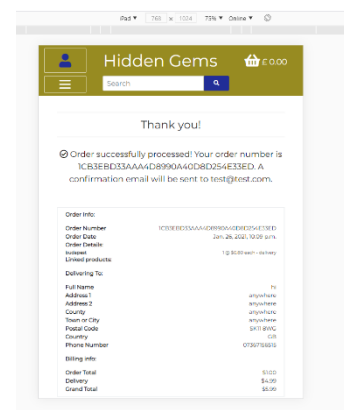 iPad ▼ 768 x 1024 75% ▼ Online ▼
Hidden Gems
£ 0.00
Search
Thank you!
Order successfully processed! Your order number is
1CB3EBD33AAA4D8990A40D8D254E33ED. A
confirmation email will be sent to test@test.com.
Order Info:
Order Number 1CB3EBD33AAA4D8990A40D8D254E33ED
Order Date Jan. 26, 2021, 10:09 p.m.
Order Details:
Linked products:
Delivering To:
Full Name hi
Address 1 anywhere
Address 2 anywhere
County anywhere
Town or City anywhere
Postal Code
Country GB
Phone Number
Billing Info:
Order Total $1.00
Delivery $4.99
Grand Total $5.99